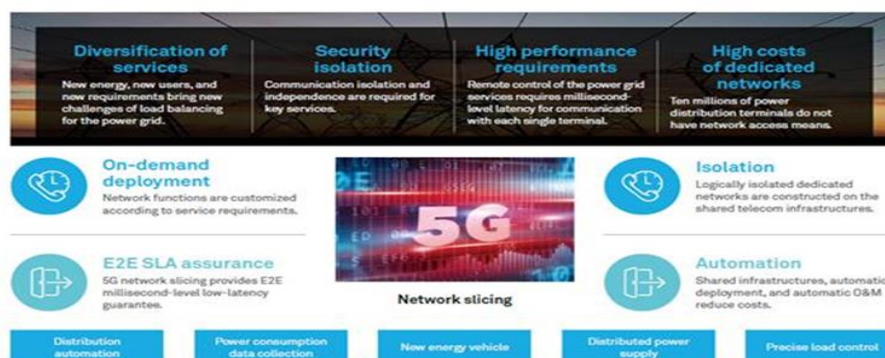 Diversification of
services
New energy, new users, and
new requirements bring new
challenges of load balancing
for the power grid.
Security
isolation
Communication isolation and
independence are required for
key services.
High performance
requirements
Remote control of the power grid
services requires millisecond-
level latency for communication
with each single terminal.
High costs
of dedicated
networks
Ten millions of power
distribution terminals do not
have network access means.
On-demand
deployment
Network functions are customized
according to service requirements.
5G
Network slicing
Isolation
Logically isolated dedicated
networks are constructed on the
shared telecom infrastructures.
E2E SLA assurance
5G network slicing provides E2E
millisecond-level low-latency
guarantee.
Automation
Shared infrastructures, automatic
deployment, and automatic O&M
reduce costs.
Distribution
automation
Power consumption
data collection
New energy vehicle
Distributed power
supply
Precise load control